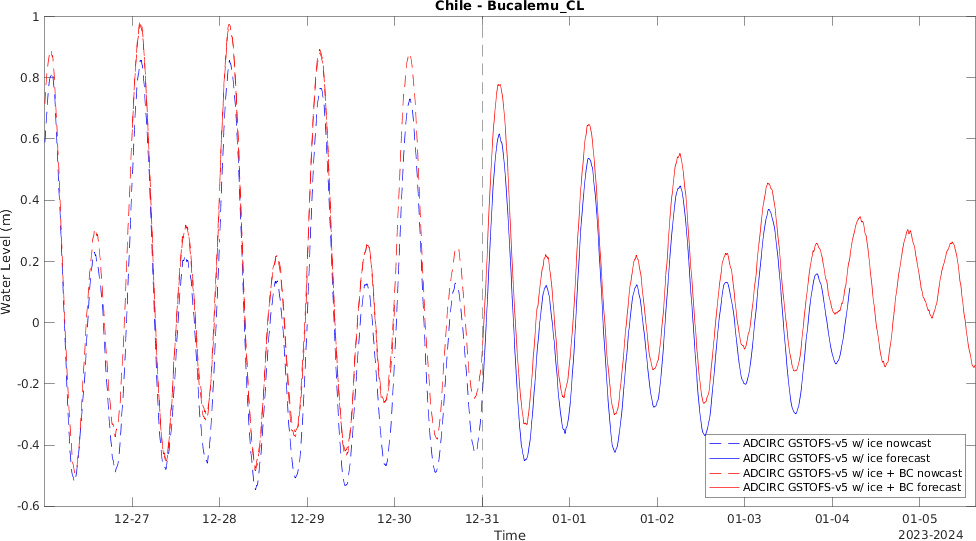 Chile - Bucalemu_CL
1
0.8
0.6
0.4
0.2
0
-0.2
-0.4
-0.6
Water Level (m)
12-27 12-28 12-29 12-30 12-31 01-01 01-02 01-03 01-04 01-05
Time
2023-2024
ADCIRC GSTOFS-v5 w/ ice nowcast
ADCIRC GSTOFS-v5 w/ ice forecast
ADCIRC GSTOFS-v5 w/ ice + BC nowcast
ADCIRC GSTOFS-v5 w/ ice + BC forecast